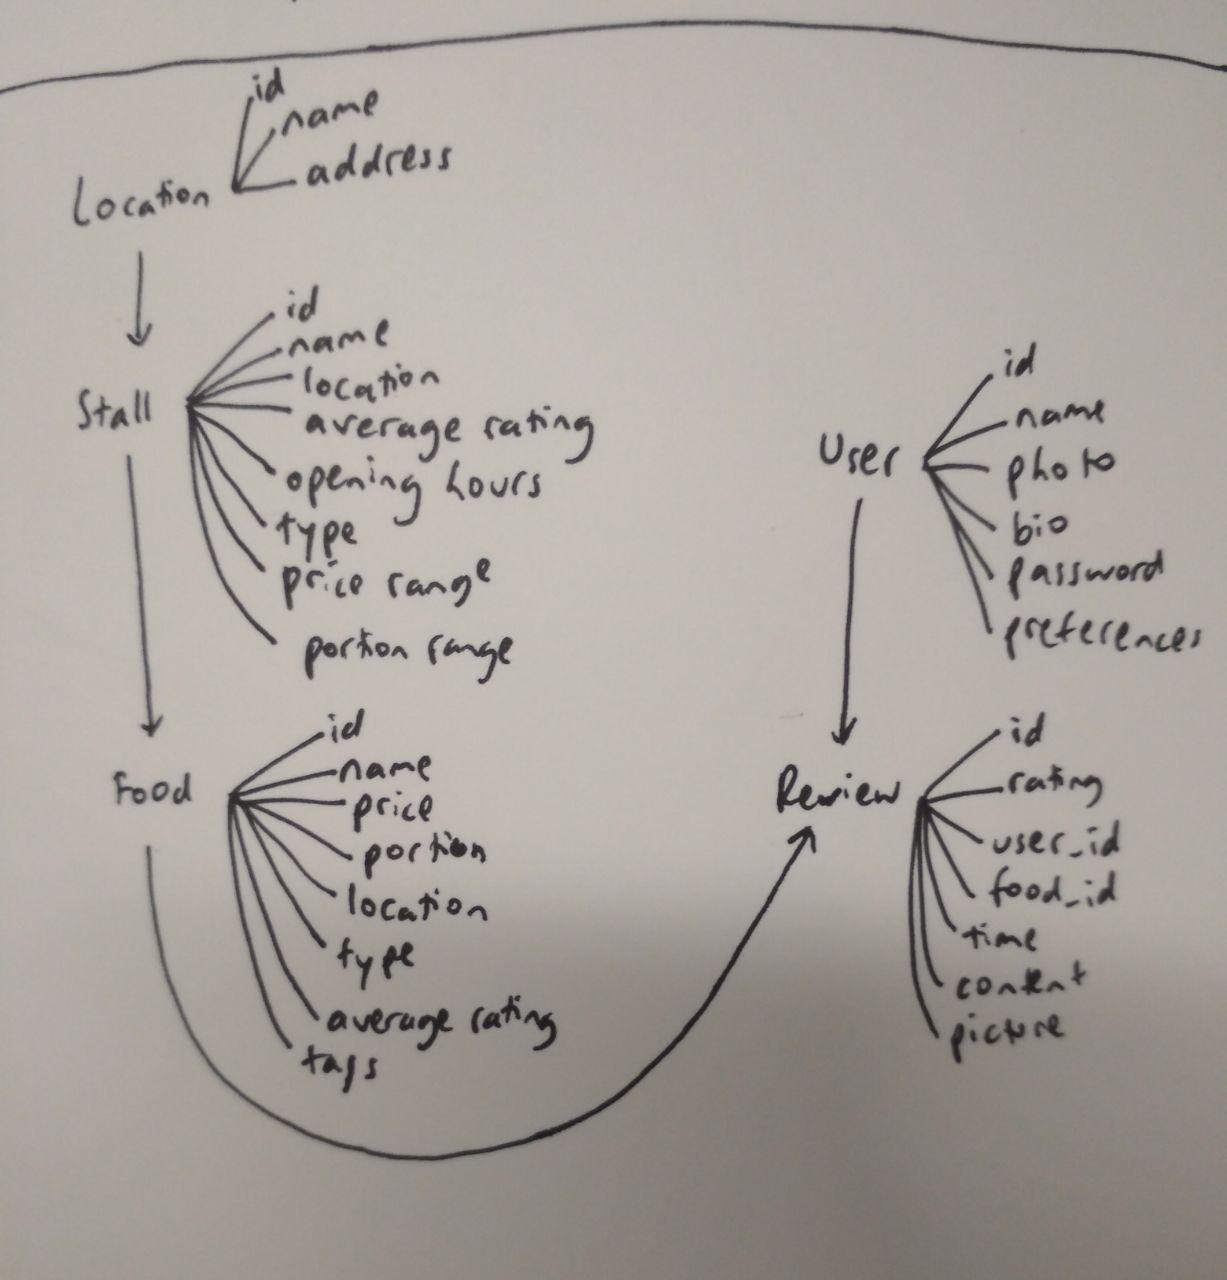 id
name
address
Location
id
name
location
Stall
average rating
opening hours
type
price range
portion range
id
name
price
Food
portion
location
type
average rating
tags
id
name
User
photo
bio
password
preferences
id
rating
Review
user_id
food_id
time
content
picture